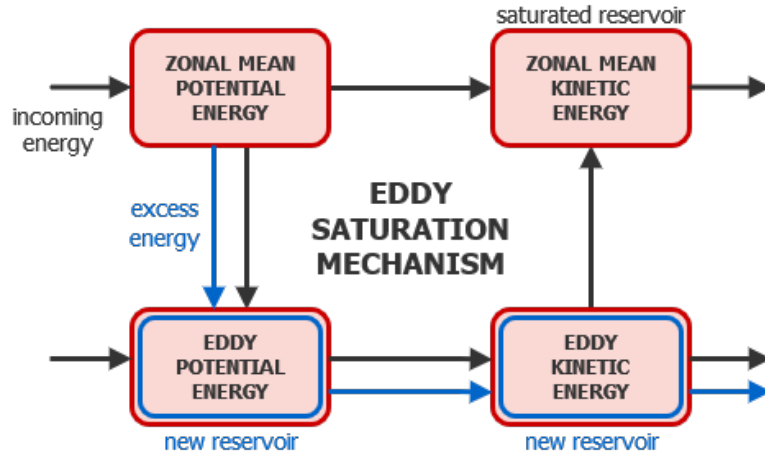 saturated reservoir
ZONAL MEAN
POTENTIAL
ENERGY
ZONAL MEAN
KINETIC
ENERGY
incoming
energy
excess
energy
EDDY
SATURATION
MECHANISM
EDDY
POTENTIAL
ENERGY
EDDY
KINETIC
ENERGY
new reservoir
new reservoir